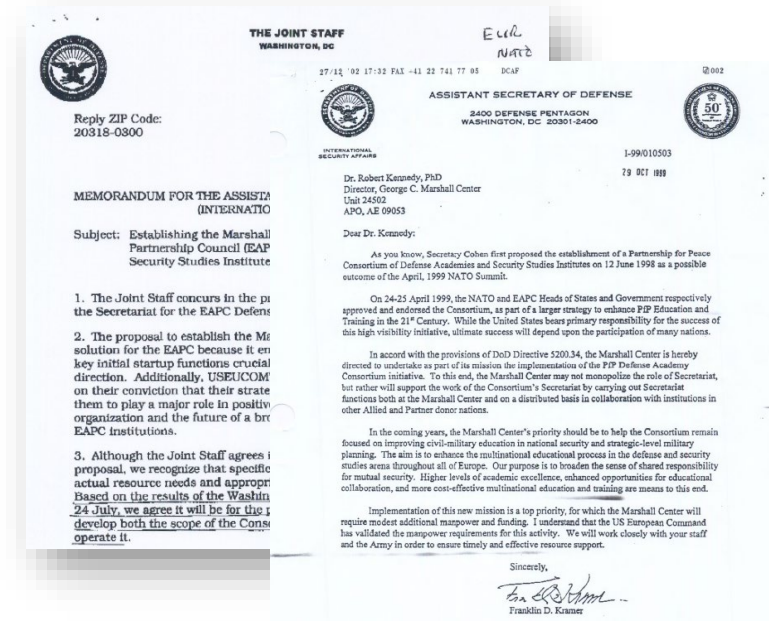 THE JOINT STAFF
WASHINGTON, DC
EUR
NATO
Reply ZIP Code:
20318-0300
MEMORANDUM FOR THE ASSISTA
(INTERNATIO
Subject: Establishing the Marshall
Partnership Council (EAP
Security Studies Institute
1. The Joint Staff concurs in the pr
the Secretariat for the EAPC Defens
2. The proposal to establish the Ma
solution for the EAPC because it en
key initial startup functions crucial
direction. Additionally, USEUCOM
on their conviction that their strate
them to play a major role in positiv
organization and the future of a bro
EAPC institutions.
3. Although the Joint Staff agrees i
proposal, we recognize that specific
actual resource needs and appropr
Based on the results of the Washin
24 July, we agree it will be for the p
develop both the scope of the Cons
operate it.
27/12 '02 17:32 FAX +41 22 741 77 05 DCAF 002
ASSISTANT SECRETARY OF DEFENSE
2400 DEFENSE PENTAGON
WASHINGTON, DC 20301-2400
50
INTERNATIONAL
SECURITY AFFAIRS
I-99/010503
29 OCT 1999
Dr. Robert Kennedy, PhD
Director, George C. Marshall Center
Unit 24502
APO, AE 09053
Dear Dr. Kennedy:
As you know, Secretary Cohen first proposed the establishment of a Partnership for Peace
Consortium of Defense Academies and Security Studies Institutes on 12 June 1998 as a possible
outcome of the April, 1999 NATO Summit.
On 24-25 April 1999, the NATO and EAPC Heads of States and Government respectively
approved and endorsed the Consortium, as part of a larger strategy to enhance PfP Education and
Training in the 21st Century. While the United States bears primary responsibility for the success of
this high visibility initiative, ultimate success will depend upon the participation of many nations.
In accord with the provisions of DoD Directive 5200.34, the Marshall Center is hereby
directed to undertake as part of its mission the implementation of the PfP Defense Academy
Consortium initiative. To this end, the Marshall Center may not monopolize the role of Secretariat,
but rather will support the work of the Consortium's Secretariat by carrying out Secretariat
functions both at the Marshall Center and on a distributed basis in collaboration with institutions in
other Allied and Partner donor nations.
In the coming years, the Marshall Center's priority should be to help the Consortium remain
focused on improving civil-military education in national security and strategic-level military
planning. The aim is to enhance the multinational educational process in the defense and security
studies arena throughout all of Europe. Our purpose is to broaden the sense of shared responsibility
for mutual security. Higher levels of academic excellence, enhanced opportunities for educational
collaboration, and more cost-effective multinational education and training are means to this end.
Implementation of this new mission is a top priority, for which the Marshall Center will
require modest additional manpower and funding. I understand that the US European Command
has validated the manpower requirements for this activity. We will work closely with your staff
and the Army in order to ensure timely and effective resource support.
Sincerely,
Franklin D. Kramer